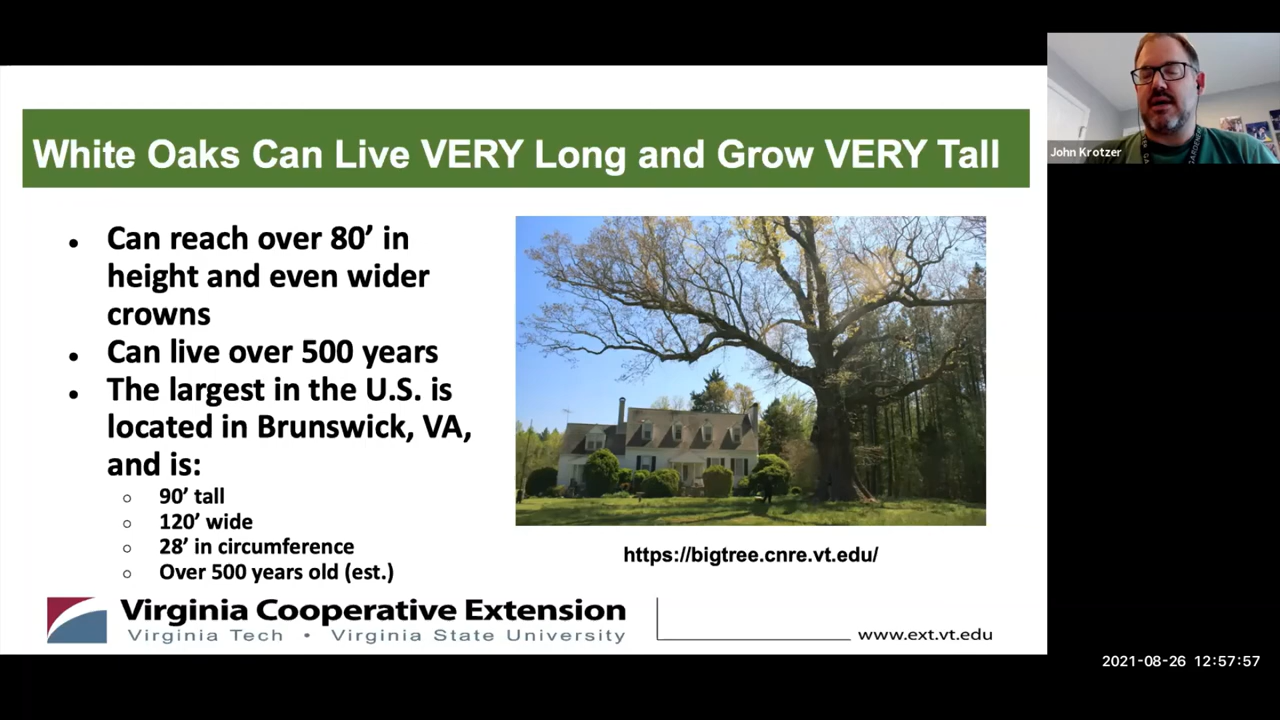 White Oaks Can Live VERY Long and Grow VERY Tall
John Krotzer
• Can reach over 80’ in
height and even wider
crowns
• Can live over 500 years
• The largest in the U.S. is
located in Brunswick, VA,
and is:
○ 90’ tall
○ 120’ wide
○ 28’ in circumference
○ Over 500 years old (est.)
https://bigtree.cnre.vt.edu/
Virginia Cooperative Extension
Virginia Tech • Virginia State University
www.ext.vt.edu
2021-08-26 12:57:57